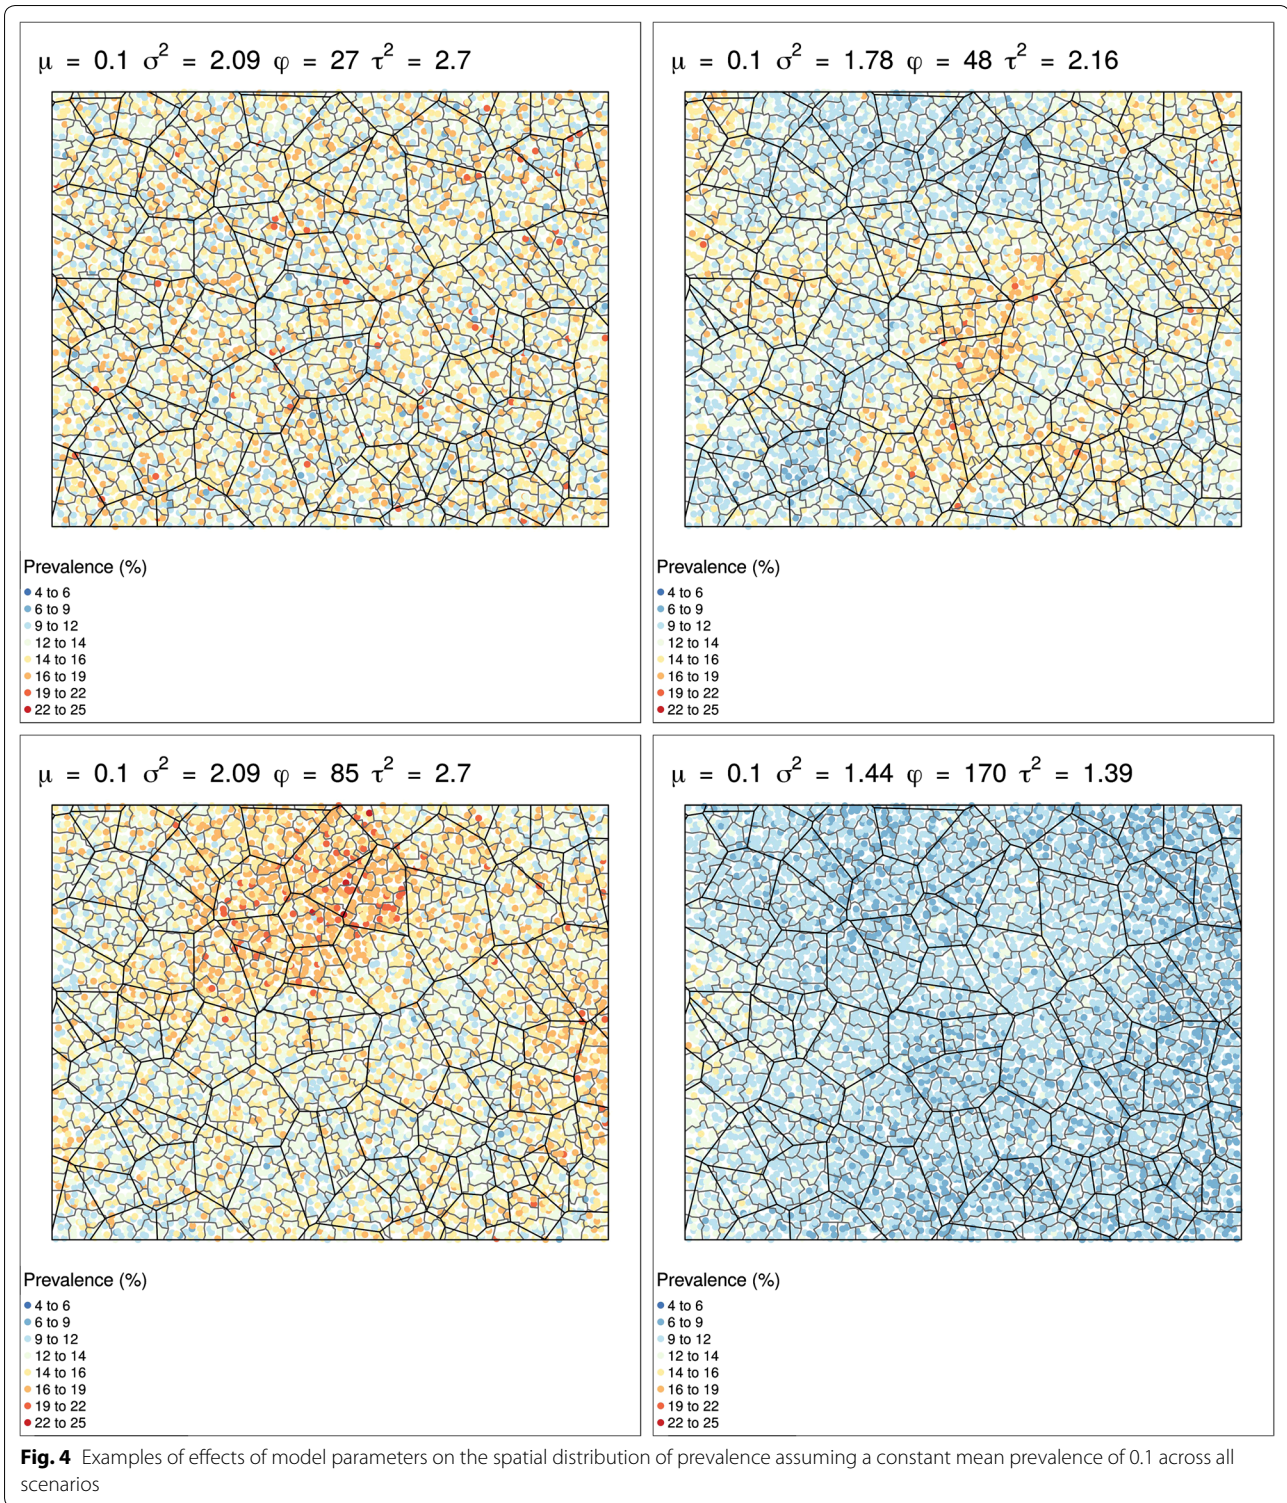 μ = 0.1 σ² = 2.09 φ = 27 τ² = 2.7
Prevalence (%)
4 to 6
6 to 9
9 to 12
12 to 14
14 to 16
16 to 19
19 to 22
22 to 25
μ = 0.1 σ² = 1.78 φ = 48 τ² = 2.16
Prevalence (%)
4 to 6
6 to 9
9 to 12
12 to 14
14 to 16
16 to 19
19 to 22
22 to 25
μ = 0.1 σ² = 2.09 φ = 85 τ² = 2.7
Prevalence (%)
4 to 6
6 to 9
9 to 12
12 to 14
14 to 16
16 to 19
19 to 22
22 to 25
μ = 0.1 σ² = 1.44 φ = 170 τ² = 1.39
Prevalence (%)
4 to 6
6 to 9
9 to 12
12 to 14
14 to 16
16 to 19
19 to 22
22 to 25
Fig. 4 Examples of effects of model parameters on the spatial distribution of prevalence assuming a constant mean prevalence of 0.1 across all
scenarios